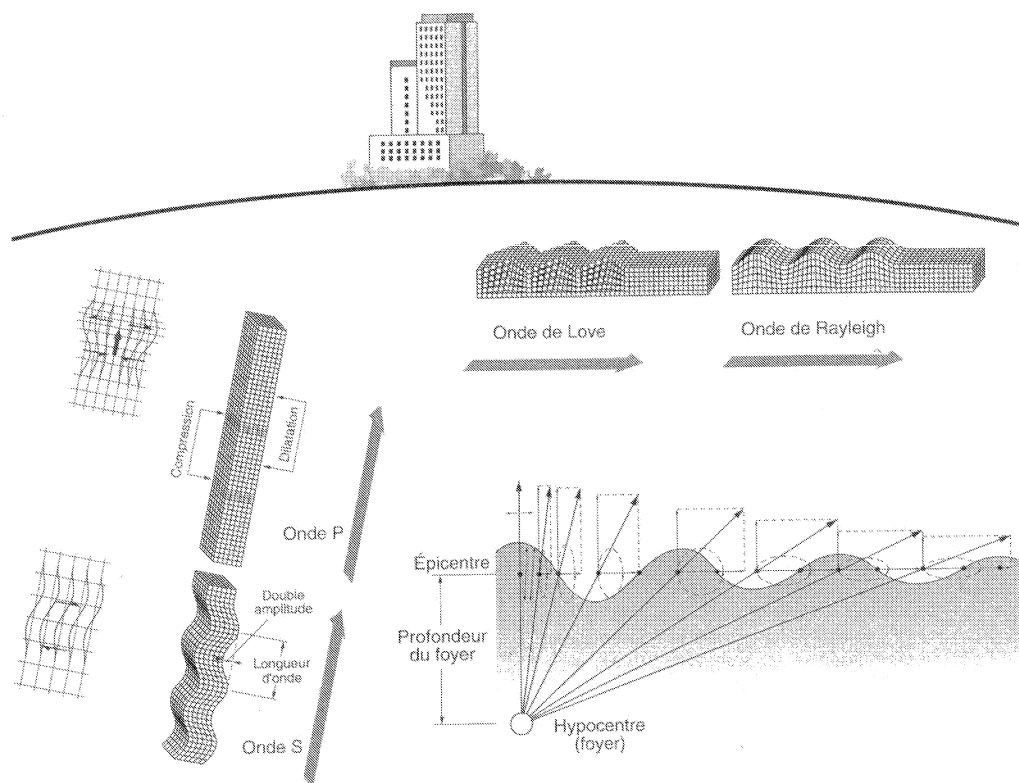 Onde de Love
Onde de Rayleigh
Compression
Dilatation
Onde P
Épicentre
Double
amplitude
Profondeur
du foyer
Longueur
d'onde
Onde S
Hypocentre
(foyer)